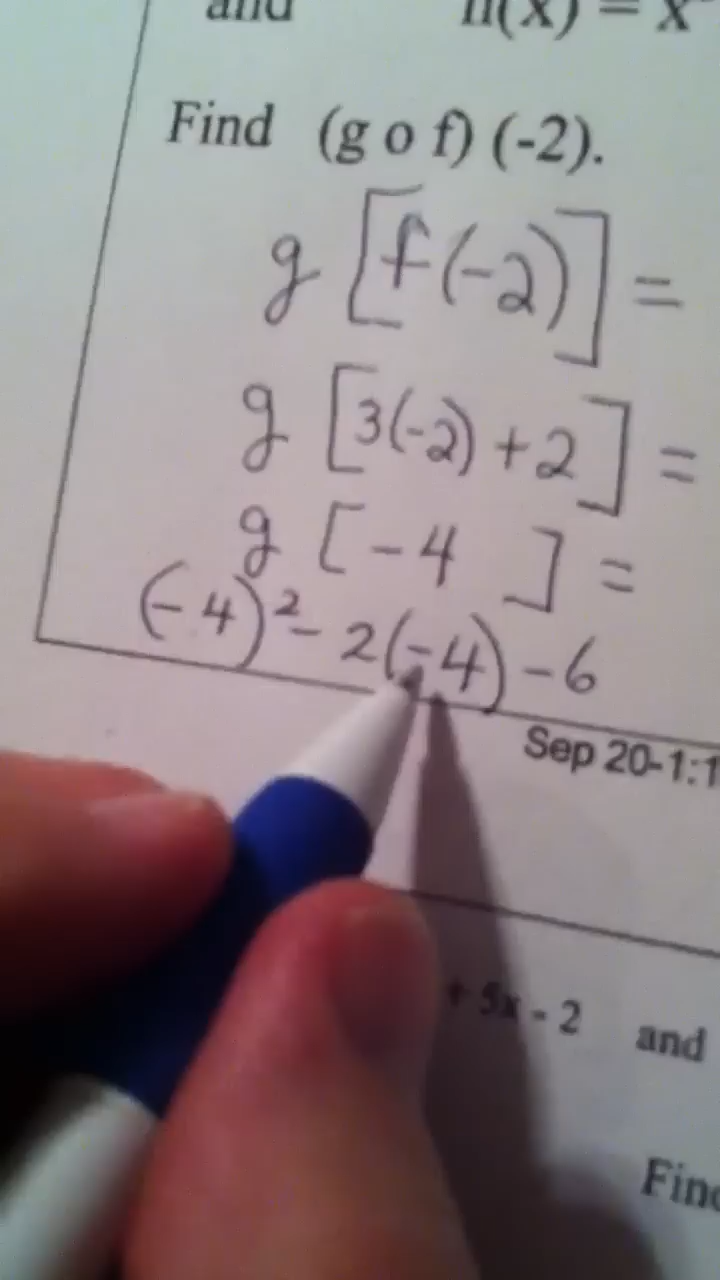 and h(x) = x
Find (g o f) (-2).
g [f(-2)] =
g [3(-2) +2] =
g [-4 ] =
(-4)² - 2(-4) - 6
Sep 20-1:1
+ 5x - 2 and
Find